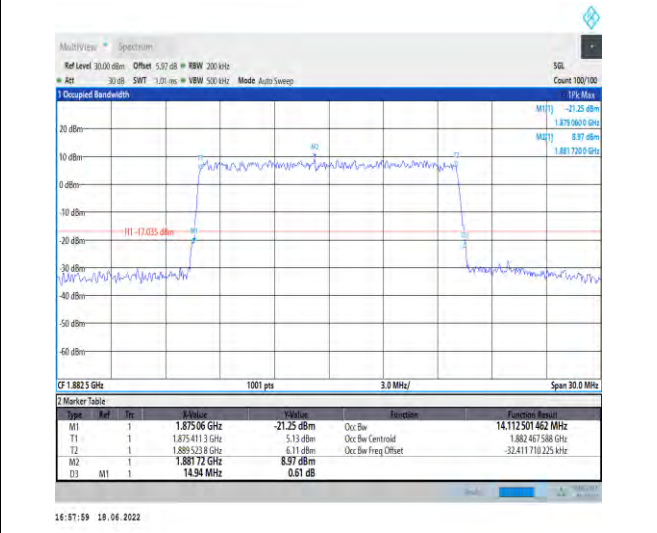 MultiView Spectrum
Ref Level 30.00 dBm Offset 5.97 dB RBW 200 kHz SGL
Att 30 dB SWT 1.01 ms VBW 500 kHz Mode Auto Sweep Count 100/100
1 Occupied Bandwidth 1Pk Max
M1[1] -21.25 dBm
1.875 060 0 GHz
20 dBm M2[1] 8.97 dBm
1.881 720 0 GHz
M2
10 dBm T1 T2
0 dBm
-10 dBm
H1 -17.035 dBm M1
-20 dBm
-30 dBm
-40 dBm
-50 dBm
-60 dBm
CF 1.882 5 GHz 1001 pts 3.0 MHz/ Span 30.0 MHz
2 Marker Table
Type Ref Trc X-Value Y-Value Function Function Result
M1 1 1.875 06 GHz -21.25 dBm Occ Bw 14.112 501 462 MHz
T1 1 1.875 411 3 GHz 5.13 dBm Occ Bw Centroid 1.882 467 588 GHz
T2 1 1.889 523 8 GHz 6.11 dBm Occ Bw Freq Offset -32.411 710 225 kHz
M2 1 1.881 72 GHz 8.97 dBm
D3 M1 1 14.94 MHz 0.61 dB
16:57:59 18.06.2022